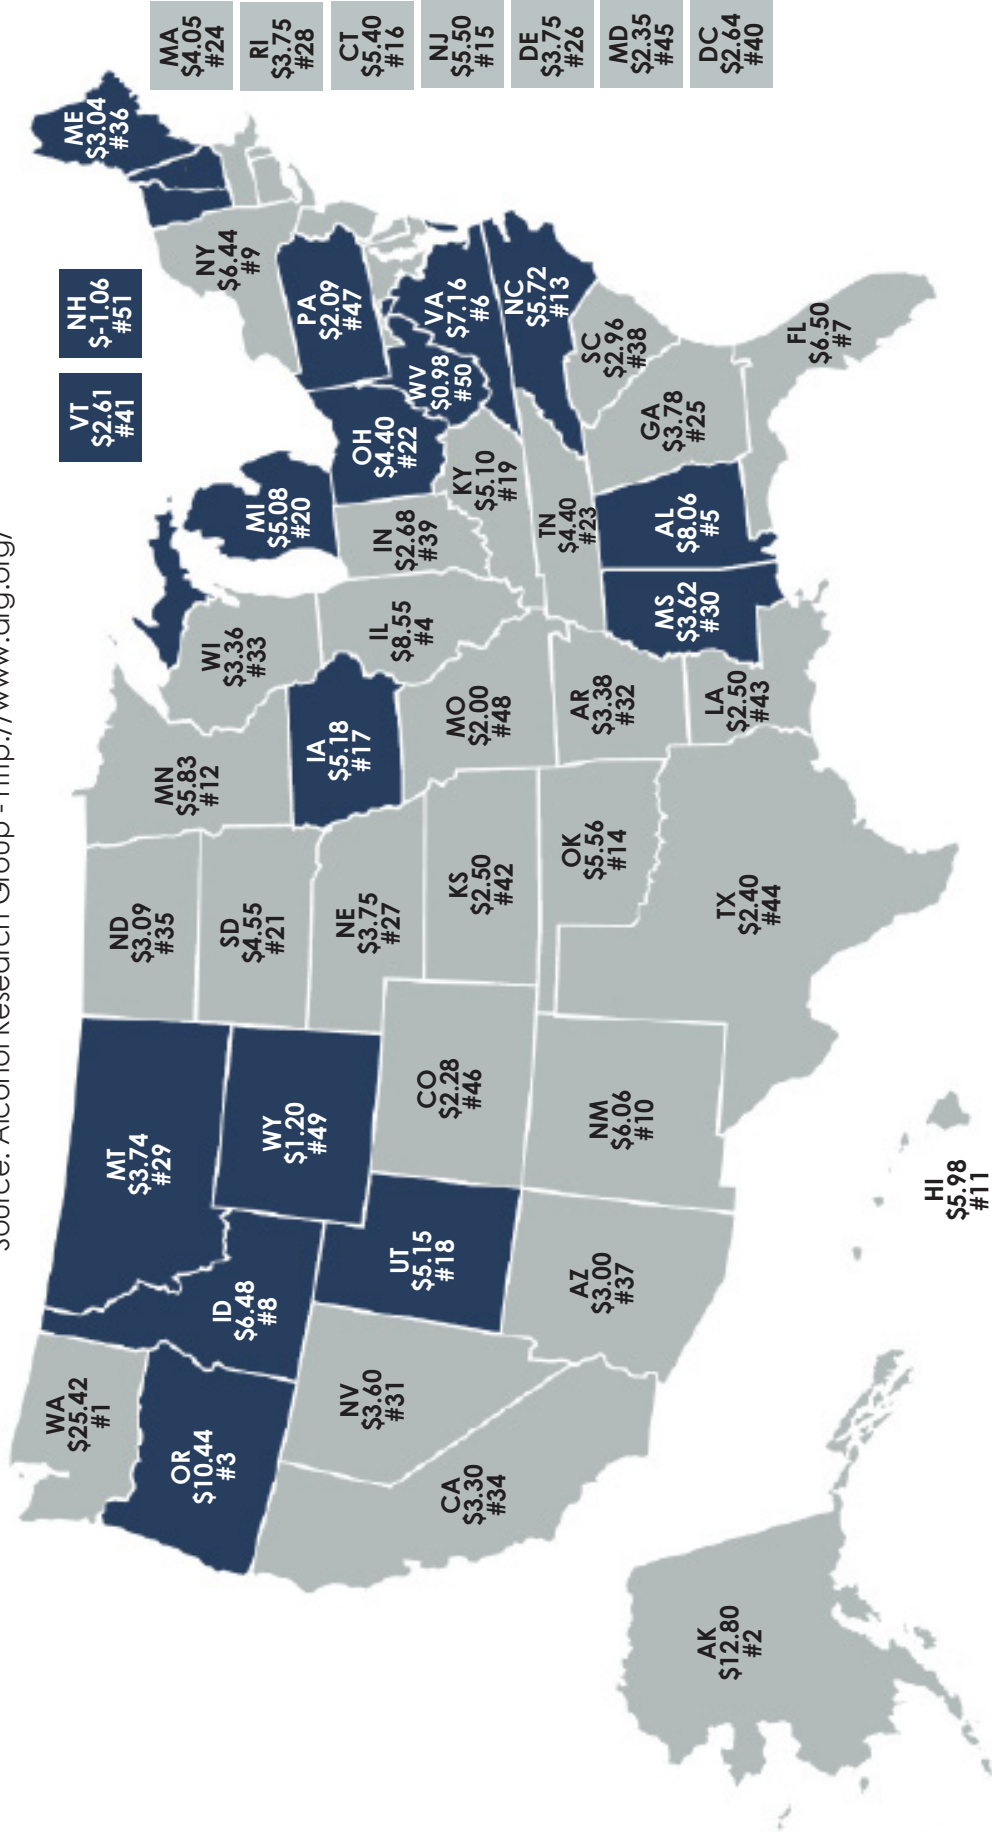 source: Alcohol Research Group - http://www.arg.org/
WA
$25.42
#1
OR
$10.44
#3
CA
$3.30
#34
NV
$3.60
#31
ID
$6.48
#8
MT
$3.74
#29
WY
$1.20
#49
UT
$5.15
#18
AZ
$3.00
#37
CO
$2.28
#46
NM
$6.06
#10
ND
$3.09
#35
SD
$4.55
#21
NE
$3.75
#27
KS
$2.50
#42
OK
$5.56
#14
TX
$2.40
#44
MN
$5.83
#12
IA
$5.18
#17
MO
$2.00
#48
AR
$3.38
#32
LA
$2.50
#43
WI
$3.36
#33
IL
$8.55
#4
MI
$5.08
#20
IN
$2.68
#39
OH
$4.40
#22
KY
$5.10
#19
TN
$4.40
#23
MS
$3.62
#30
AL
$8.06
#5
GA
$3.78
#25
FL
$6.50
#7
SC
$2.96
#38
NC
$5.72
#13
VA
$7.16
#6
WV
$0.98
#50
PA
$2.09
#47
NY
$6.44
#9
VT
$2.61
#41
NH
$-1.06
#51
ME
$3.04
#36
MA
$4.05
#24
RI
$3.75
#28
CT
$5.40
#16
NJ
$5.50
#15
DE
$3.75
#26
MD
$2.35
#45
DC
$2.64
#40
AK
$12.80
#2
HI
$5.98
#11